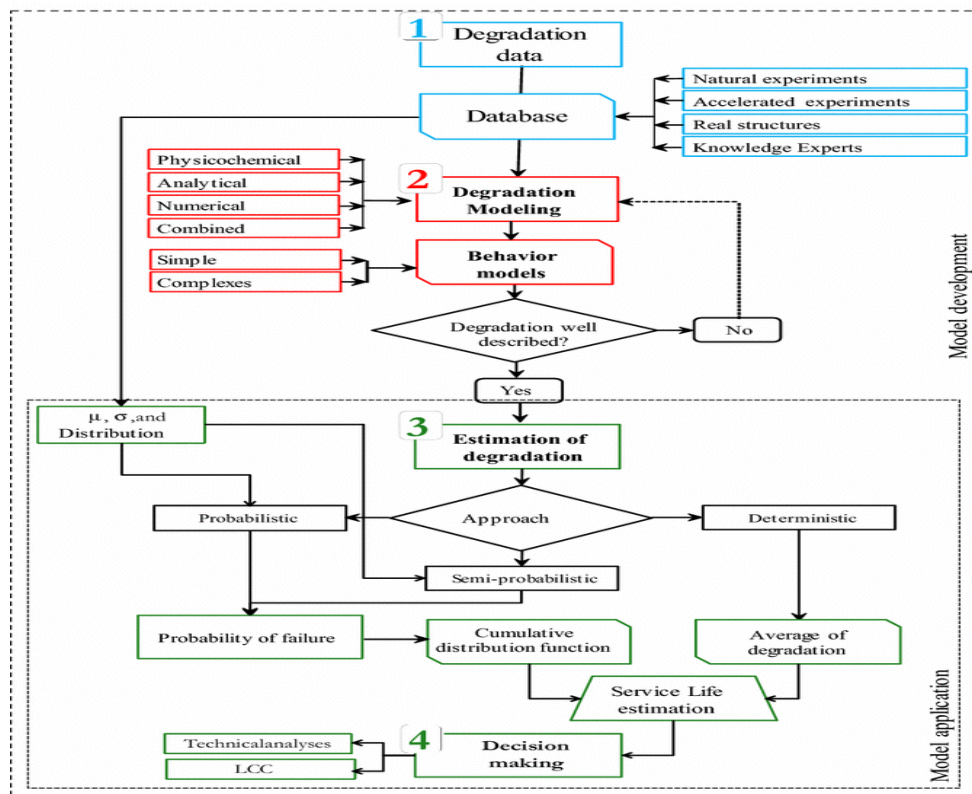 1
Degradation
data
Database
Natural experiments
Accelerated experiments
Real structures
Knowledge Experts
Physicochemical
Analytical
Numerical
Combined
2
Degradation
Modeling
Simple
Complexes
Behavior
models
Degradation well
described?
No
Yes
Model development
μ, σ,and
Distribution
3
Estimation of
degradation
Probabilistic
Approach
Deterministic
Semi-probabilistic
Probability of failure
Cumulative
distribution function
Average of
degradation
Service Life
estimation
4
Decision
making
Technicalanalyses
LCC
Model application